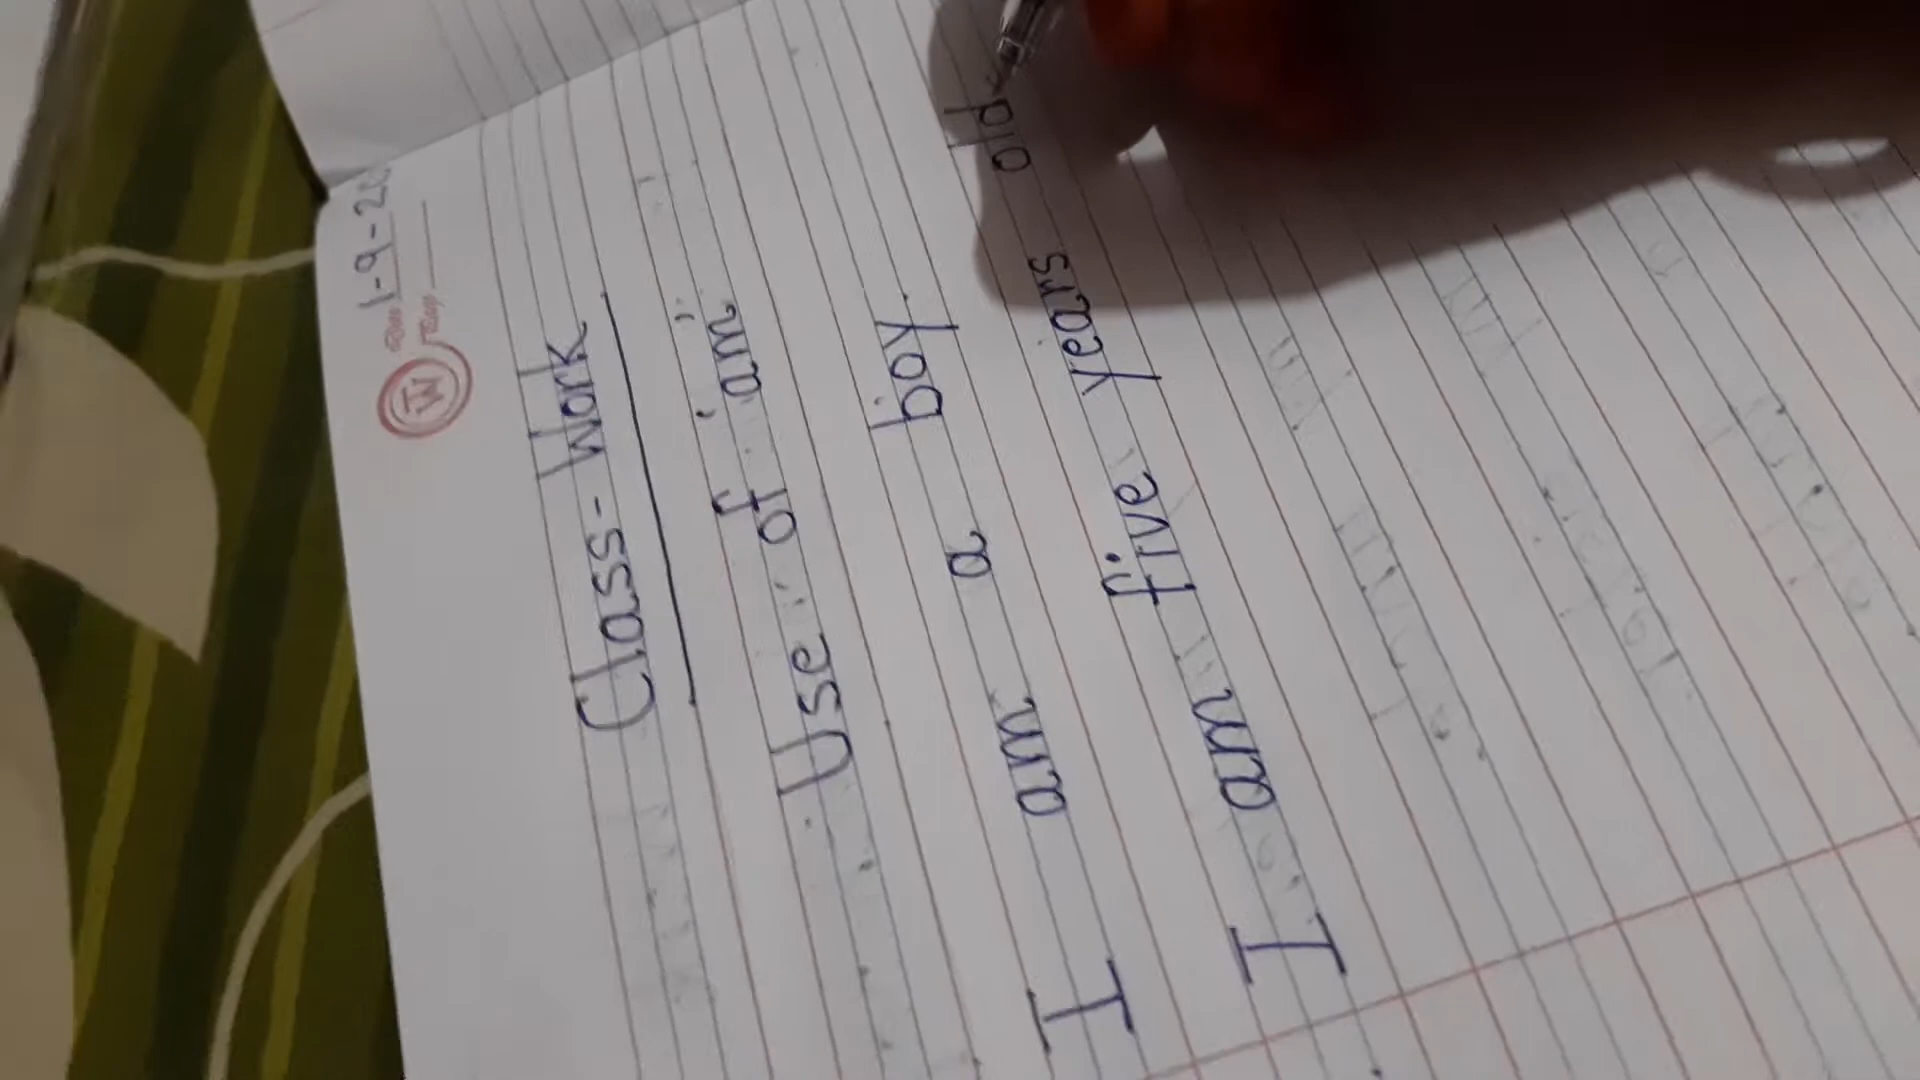 1-9-20
Class-Work
Use of 'am'
I am a boy.
I am five years old